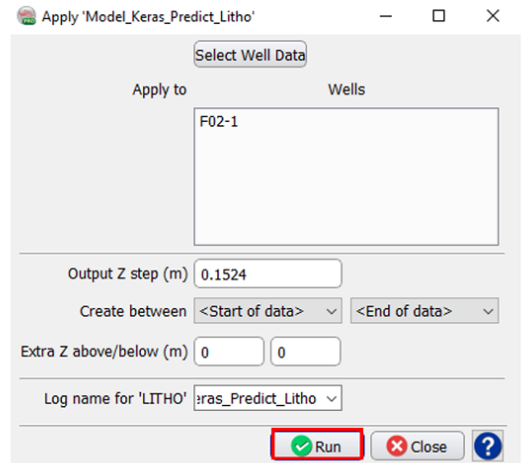 Apply 'Model_Keras_Predict_Litho'
Select Well Data
Apply to Wells
F02-1
Output Z step (m) 0.1524
Create between <Start of data> <End of data>
Extra Z above/below (m) 0 0
Log name for 'LITHO' eras_Predict_Litho
Run Close ?